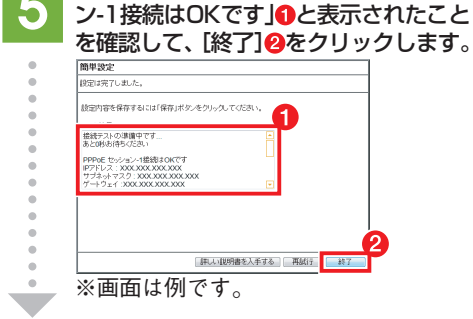 5
ン-1接続はOKです」❶と表示されたこと
を確認して、[終了]❷をクリックします。
簡単設定
設定は完了しました。
設定内容を保存するには「保存」ボタンをクリックしてください。
1
接続テストの準備中です...
あと0秒お待ちください
PPPoE セッション-1接続はOKです
IPアドレス : XXX.XXX.XXX.XXX
サブネットマスク : XXX.XXX.XXX.XXX
ゲートウェイ : XXX.XXX.XXX.XXX
2
詳しい説明書を入手する 再試行 終了
※画面は例です。